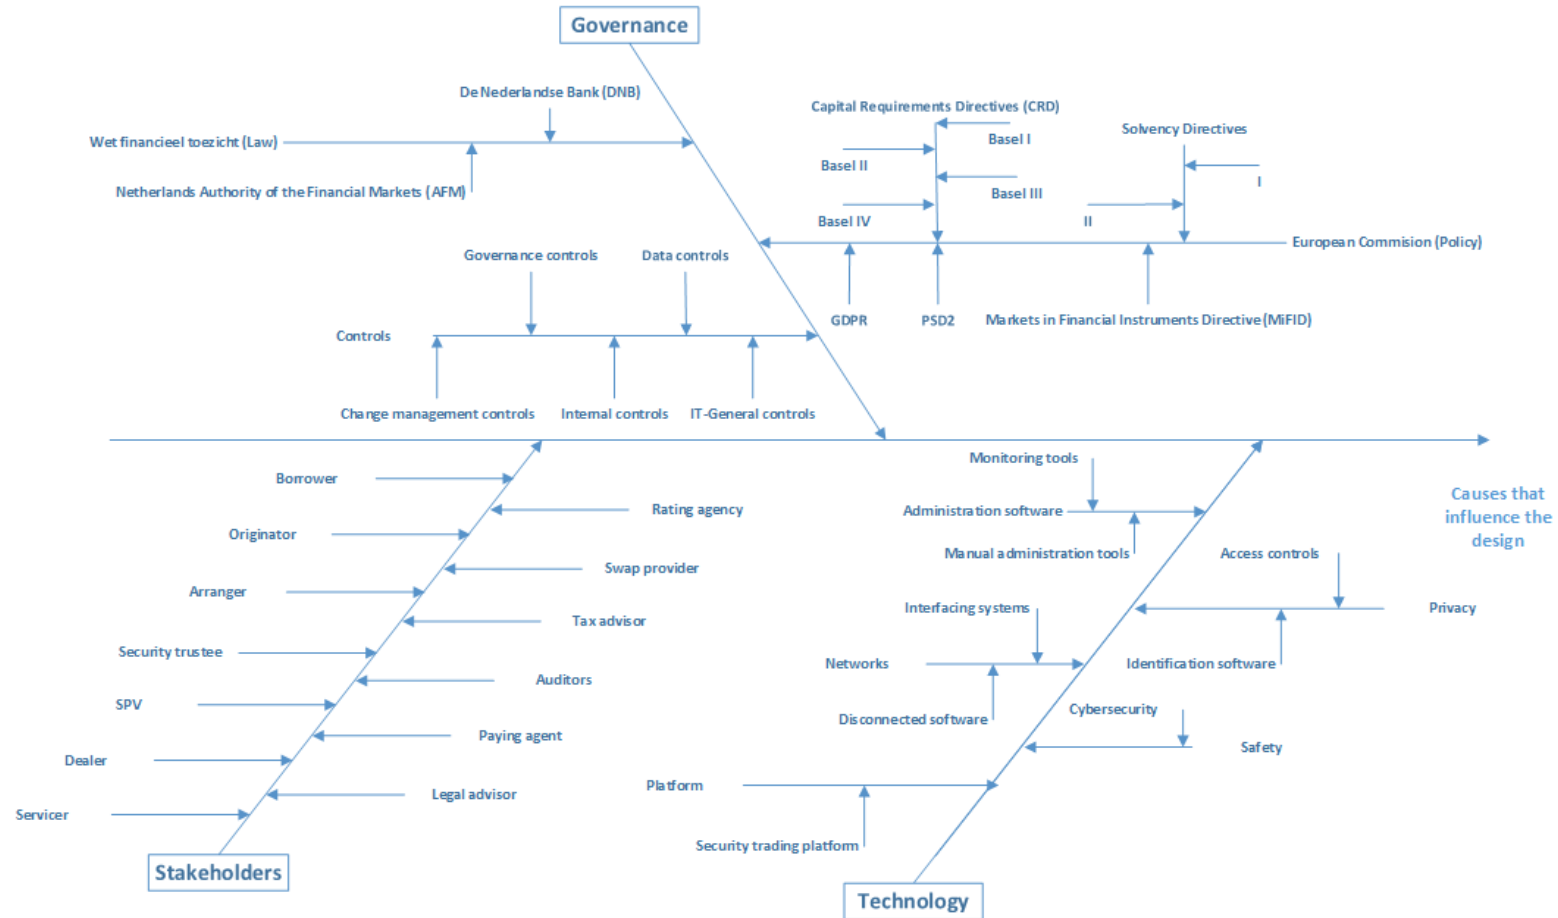 Governance
De Nederlandse Bank (DNB)
Capital Requirements Directives (CRD)
Solvency Directives
Wet financieel toezicht (Law)
Basel I
Basel II
I
Netherlands Authority of the Financial Markets (AFM)
Basel III
Basel IV
II
European Commision (Policy)
Governance controls
Data controls
GDPR
PSD2
Markets in Financial Instruments Directive (MiFID)
Controls
Change management controls
Internal controls
IT-General controls
Monitoring tools
Borrower
Rating agency
Administration software
Causes that
influence the
design
Originator
Manual administration tools
Access controls
Swap provider
Arranger
Interfacing systems
Privacy
Tax advisor
Security trustee
Networks
Identification software
Auditors
SPV
Disconnected software
Cybersecurity
Paying agent
Safety
Dealer
Platform
Legal advisor
Servicer
Security trading platform
Stakeholders
Technology